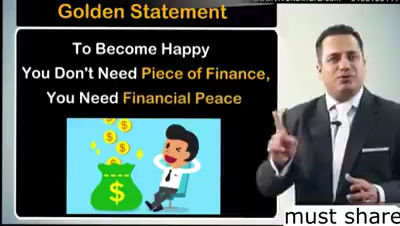 Golden Statement
To Become Happy
You Don't Need Piece of Finance,
You Need Financial Peace
$
$
$
$
$
must share